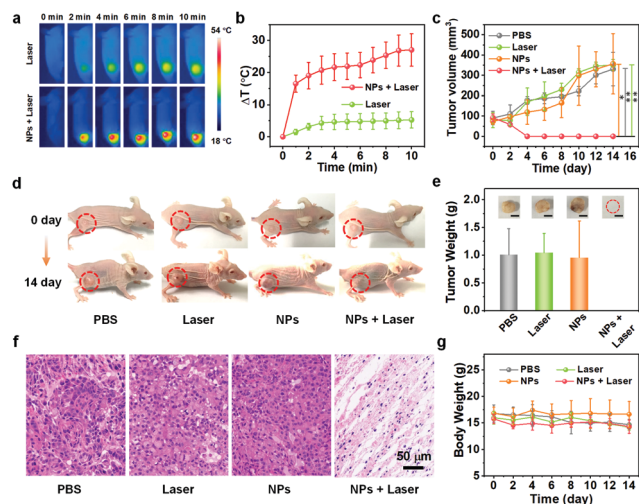 a
0 min 2 min 4 min 6 min 8 min 10 min
Laser
NPs + Laser
54 °C
18 °C
b
ΔT (°C)
40
30
20
10
0
NPs + Laser
Laser
0 2 4 6 8 10
Time (min)
c
Tumor volume (mm3)
600
500
400
300
200
100
0
PBS
Laser
NPs
NPs + Laser
*
**
**
0 2 4 6 8 10 12 14 16
Time (day)
d
0 day
14 day
PBS Laser NPs NPs + Laser
e
Tumor Weight (g)
2.0
1.5
1.0
0.5
0.0
PBS
Laser
NPs
NPs +
Laser
f
50 μm
PBS Laser NPs NPs + Laser
g
Body Weight (g)
25
20
15
10
5
0
PBS Laser
NPs NPs + Laser
0 2 4 6 8 10 12 14
Time (day)